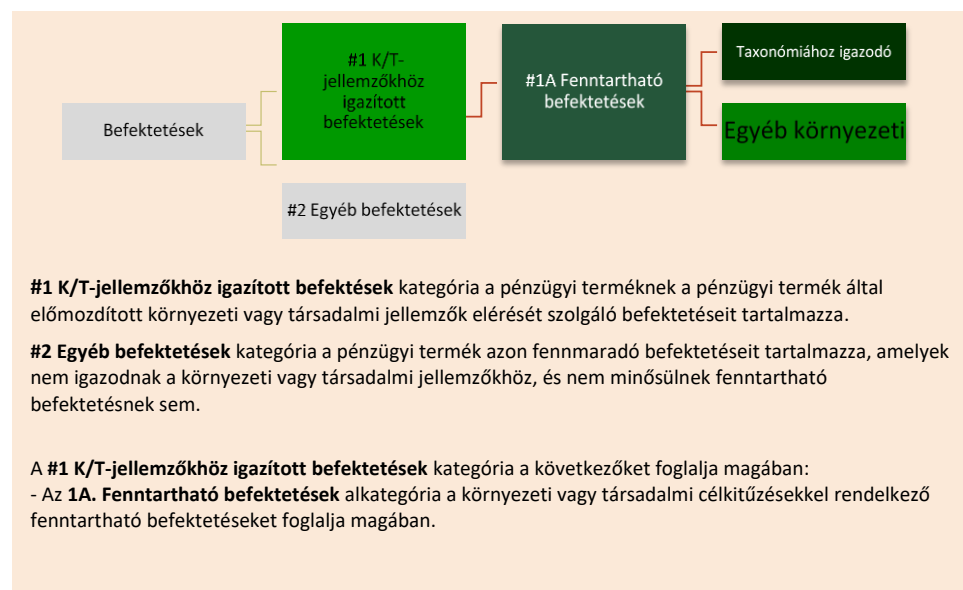 Befektetések
#1 K/T-
jellemzőkhöz
igazított
befektetések
#2 Egyéb befektetések
#1A Fenntartható
befektetések
Taxonómiához igazodó
Egyéb környezeti
#1 K/T-jellemzőkhöz igazított befektések kategória a pénzügyi terméknek a pénzügyi termék által
előmozdított környezeti vagy társadalmi jellemzők elérését szolgáló befektetéseit tartalmazza.
#2 Egyéb befektetések kategória a pénzügyi termék azon fennmaradó befektetéseit tartalmazza, amelyek
nem igazodnak a környezeti vagy társadalmi jellemzőkhöz, és nem minősülnek fenntartható
befektetésnek sem.
A #1 K/T-jellemzőkhöz igazított befektetések kategória a következőket foglalja magában:
- Az 1A. Fenntartható befektetések alkategória a környezeti vagy társadalmi célkitűzésekkel rendelkező
fenntartható befektetéseket foglalja magában.